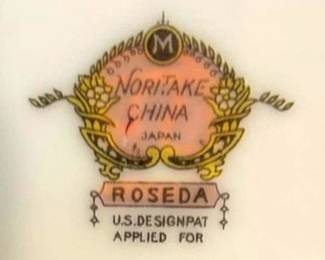 M
NORITAKE
CHINA
JAPAN
ROSEDA
U.S.DESIGNPAT
APPLIED FOR